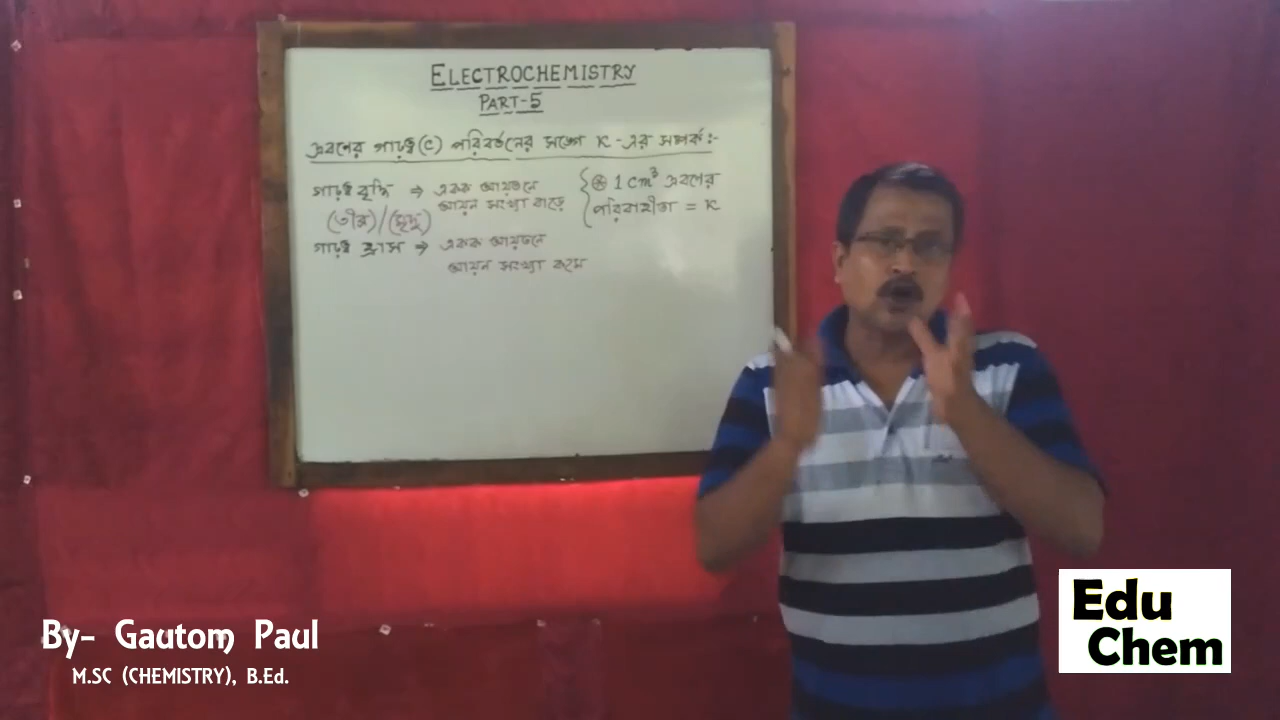 ELECTROCHEMISTRY
PART-5
দ্রবণের গাঢ়ত্ব (C) পরিবর্তনের সঙ্গে K-এর সম্পর্ক:-
গাঢ়ত্ব বৃদ্ধি ⇒ একক আয়তনে
আয়ন সংখ্যা বাড়ে
(তীব্র)/(মৃদু)
গাঢ়ত্ব হ্রাস ⇒ একক আয়তনে
আয়ন সংখ্যা কমে
⊛ 1 cm³ দ্রবণের
পরিবাহীতা = K
By- Gautom Paul
M.SC (CHEMISTRY), B.Ed.
Edu
Chem